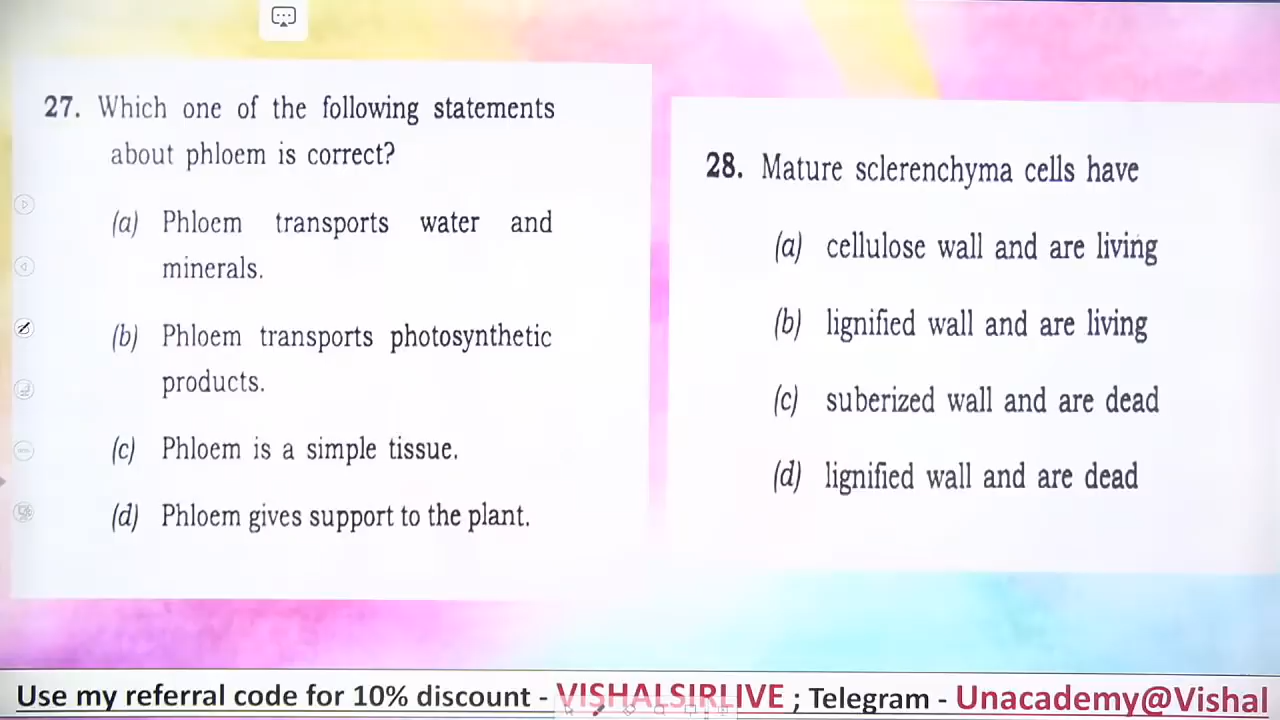 27. Which one of the following statements
about phloem is correct?
(a) Phloem transports water and
minerals.
(b) Phloem transports photosynthetic
products.
(c) Phloem is a simple tissue.
(d) Phloem gives support to the plant.
28. Mature sclerenchyma cells have
(a) cellulose wall and are living
(b) lignified wall and are living
(c) suberized wall and are dead
(d) lignified wall and are dead
Use my referral code for 10% discount - VISHALSIRLIVE ; Telegram - Unacademy@Vishal